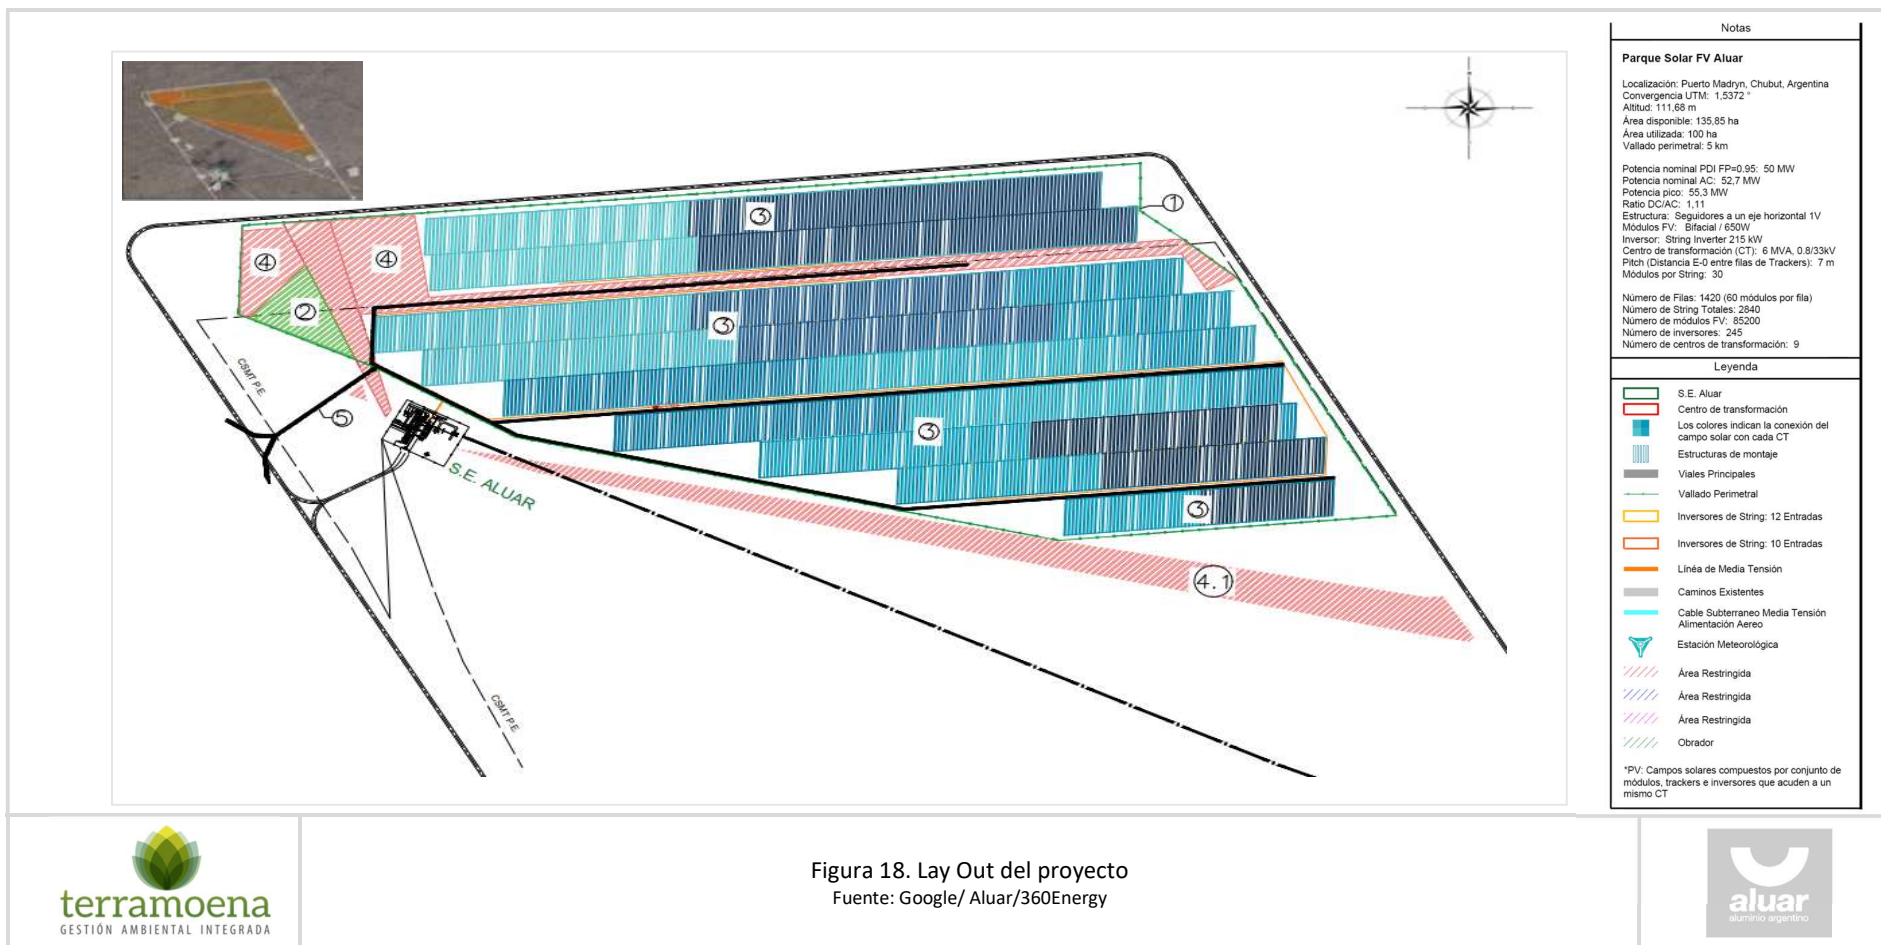 Notas
Parque Solar FV Aluar
Localización: Puerto Madryn, Chubut, Argentina
Convergencia UTM: 1,5372 °
Altitud: 111,68 m
Área disponible: 135,85 ha
Área utilizada: 100 ha
Vallado perimetral: 5 km
Potencia nominal PDI FP=0.95: 50 MW
Potencia nominal AC: 52,7 MW
Potencia pico: 55,3 MW
Ratio DC/AC: 1,11
Estructura: Seguidores a un eje horizontal 1V
Módulos FV: Bifacial / 650W
Inversor: String Inverter 215 kW
Centro de transformación (CT): 6 MVA, 0.8/33kV
Pitch (Distancia E-0 entre filas de Trackers): 7 m
Módulos por String: 30
Número de Filas: 1420 (60 módulos por fila)
Número de String Totales: 2840
Número de módulos FV: 85200
Número de inversores: 245
Número de centros de transformación: 9
Leyenda
S.E. Aluar
Centro de transformación
Los colores indican la conexión del
campo solar con cada CT
Estructuras de montaje
Viales Principales
Vallado Perimetral
Inversores de String: 12 Entradas
Inversores de String: 10 Entradas
Línéa de Media Tensión
Caminos Existentes
Cable Subterraneo Media Tensión
Alimentación Aereo
Estación Meteorológica
Área Restringida
Área Restringida
Área Restringida
Obrador
*PV: Campos solares compuestos por conjunto de
módulos, trackers e inversores que acuden a un
mismo CT
1
3
4
4
2
3
CSMT P.E.
5
3
S.E. ALUAR
3
4.1
CSMT P.E.
terramoena
GESTIÓN AMBIENTAL INTEGRADA
Figura 18. Lay Out del proyecto
Fuente: Google/ Aluar/360Energy
aluar
aluminio argentino